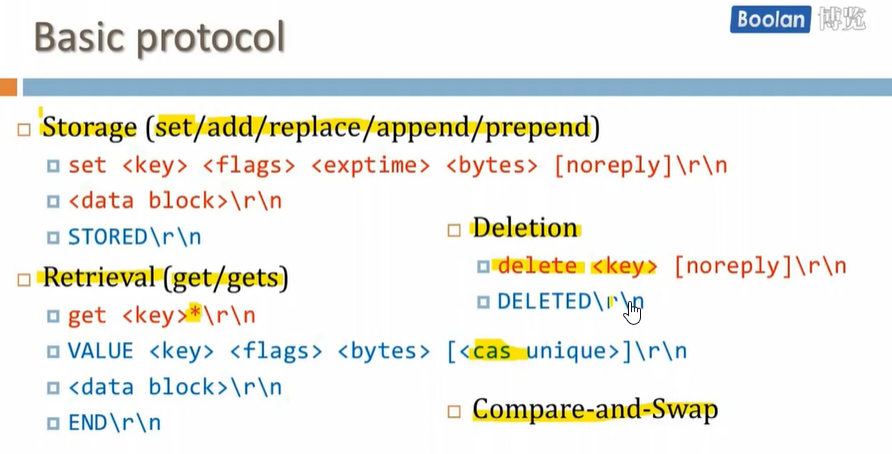 Basic protocol
Boolan 博览
Storage (set/add/replace/append/prepend)
set <key> <flags> <exptime> <bytes> [noreply]\r\n
<data block>\r\n
STORED\r\n
Retrieval (get/gets)
get <key>*\r\n
VALUE <key> <flags> <bytes> [<cas unique>]\r\n
<data block>\r\n
END\r\n
Deletion
delete <key> [noreply]\r\n
DELETED\r\n
Compare-and-Swap